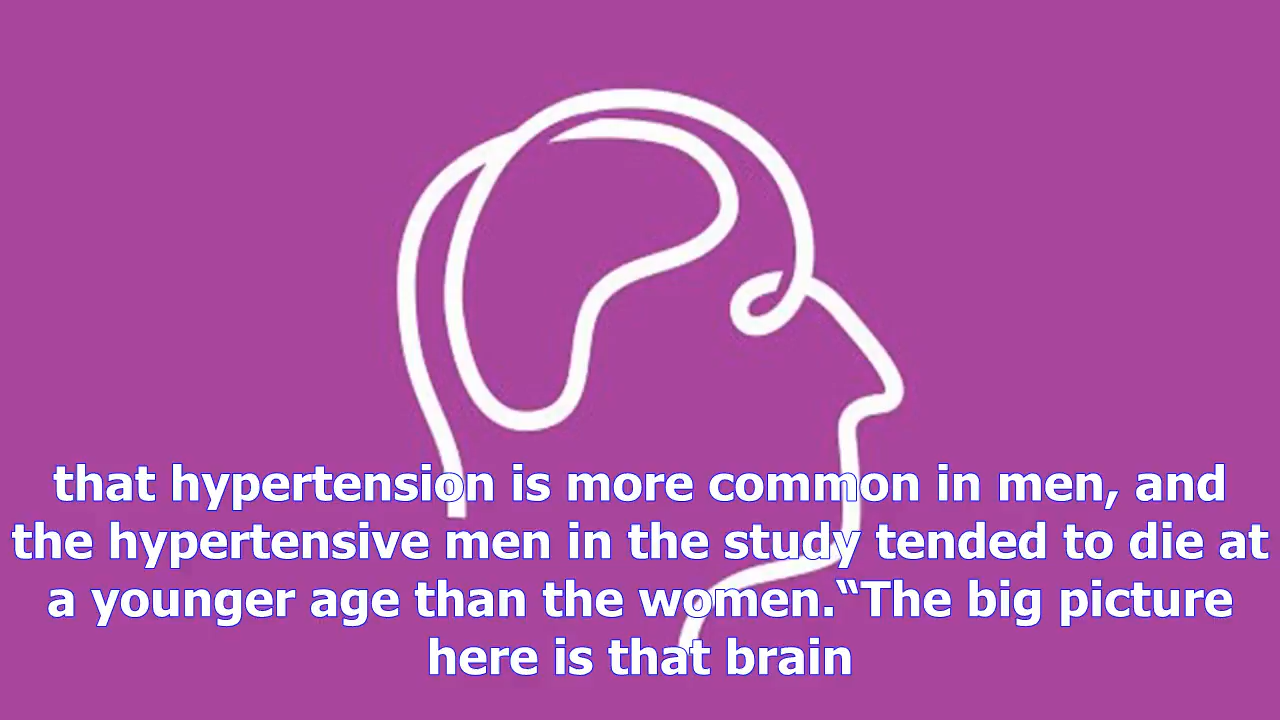 that hypertension is more common in men, and
the hypertensive men in the study tended to die at
a younger age than the women.“The big picture
here is that brain